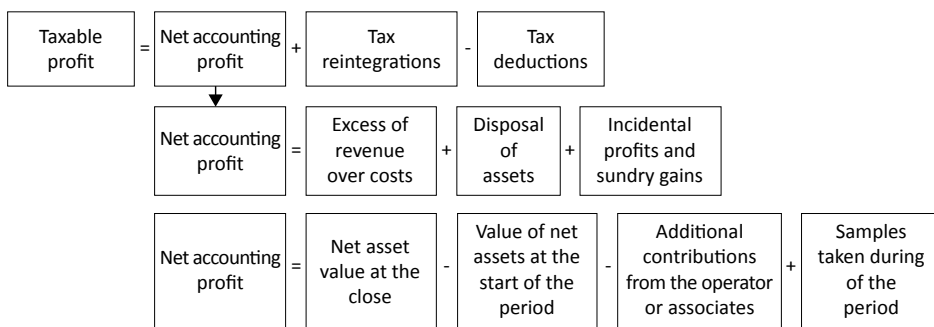 Taxable
profit
=
Net accounting
profit
+
Tax
reintegrations
-
Tax
deductions
Net accounting
profit
=
Excess of
revenue
over costs
+
Disposal
of
assets
+
Incidental
profits and
sundry gains
Net accounting
profit
=
Net asset
value at the
close
-
Value of net
assets at the
start of the
period
-
Additional
contributions
from the operator
or associates
+
Samples
taken during
of the
period